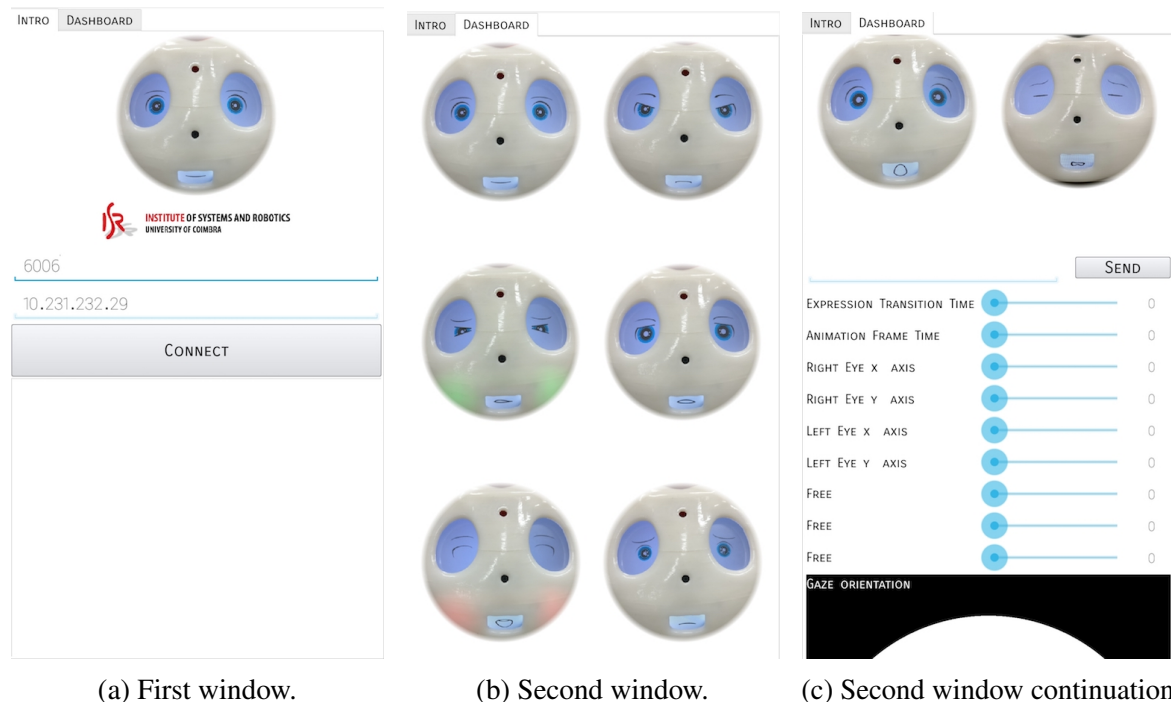 Intro Dashboard
ISR
INSTITUTE OF SYSTEMS AND ROBOTICS
UNIVERSITY OF COIMBRA
6006
10.231.232.29
Connect
(a) First window.
Intro Dashboard
(b) Second window.
Intro Dashboard
Send
Expression Transition Time 0
Animation Frame Time 0
Right Eye x axis 0
Right Eye y axis 0
Left Eye x axis 0
Left Eye y axis 0
Free 0
Free 0
Free 0
Gaze orientation
(c) Second window continuation